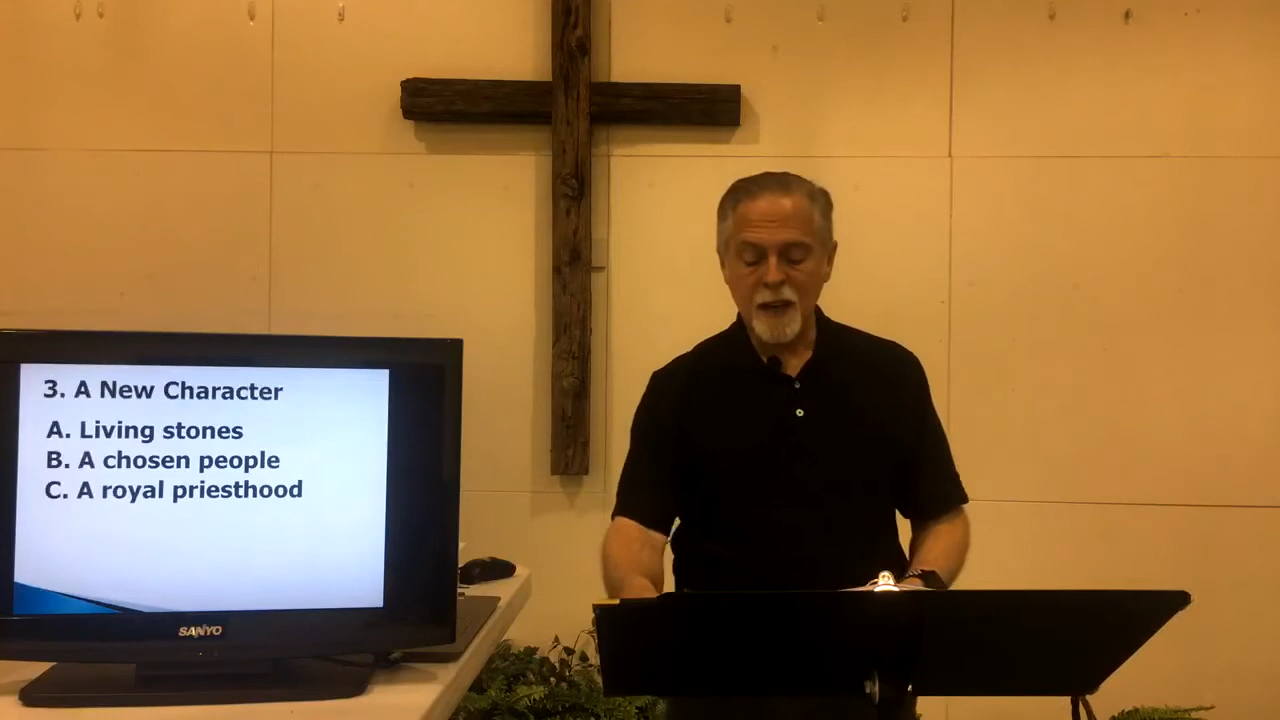 3. A New Character
A. Living stones
B. A chosen people
C. A royal priesthood
SANYO